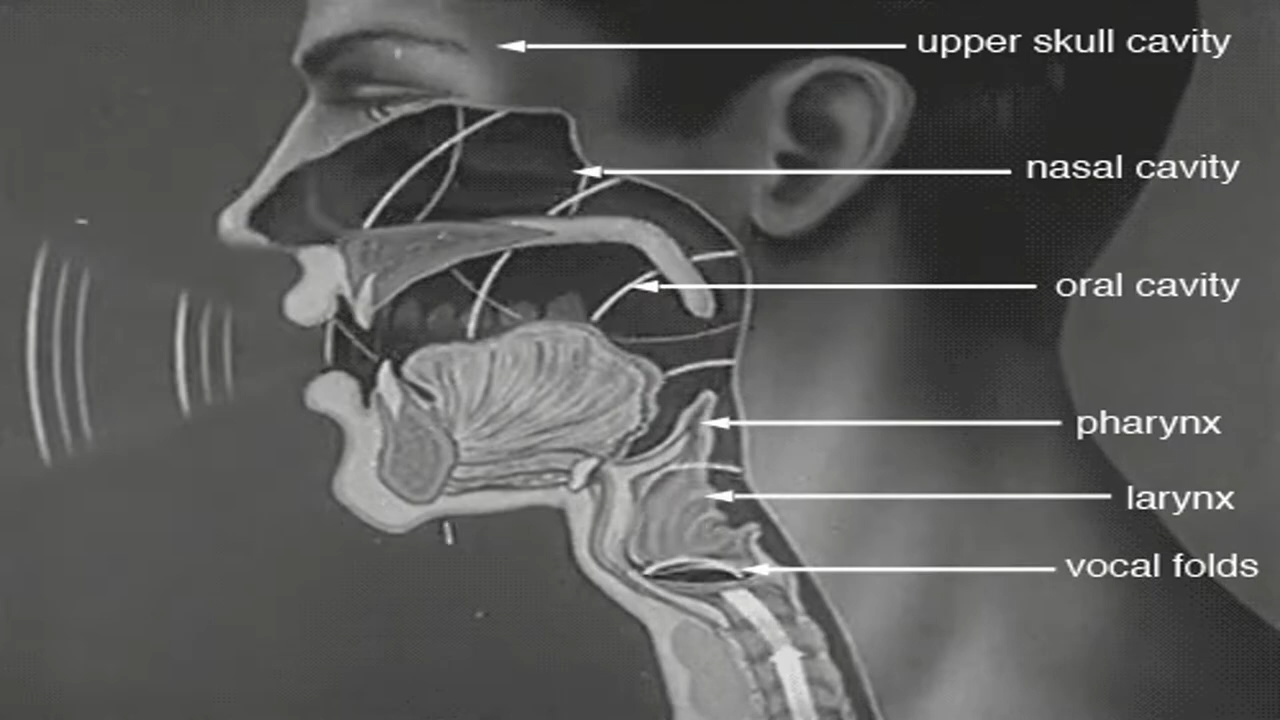 upper skull cavity
nasal cavity
oral cavity
pharynx
larynx
vocal folds